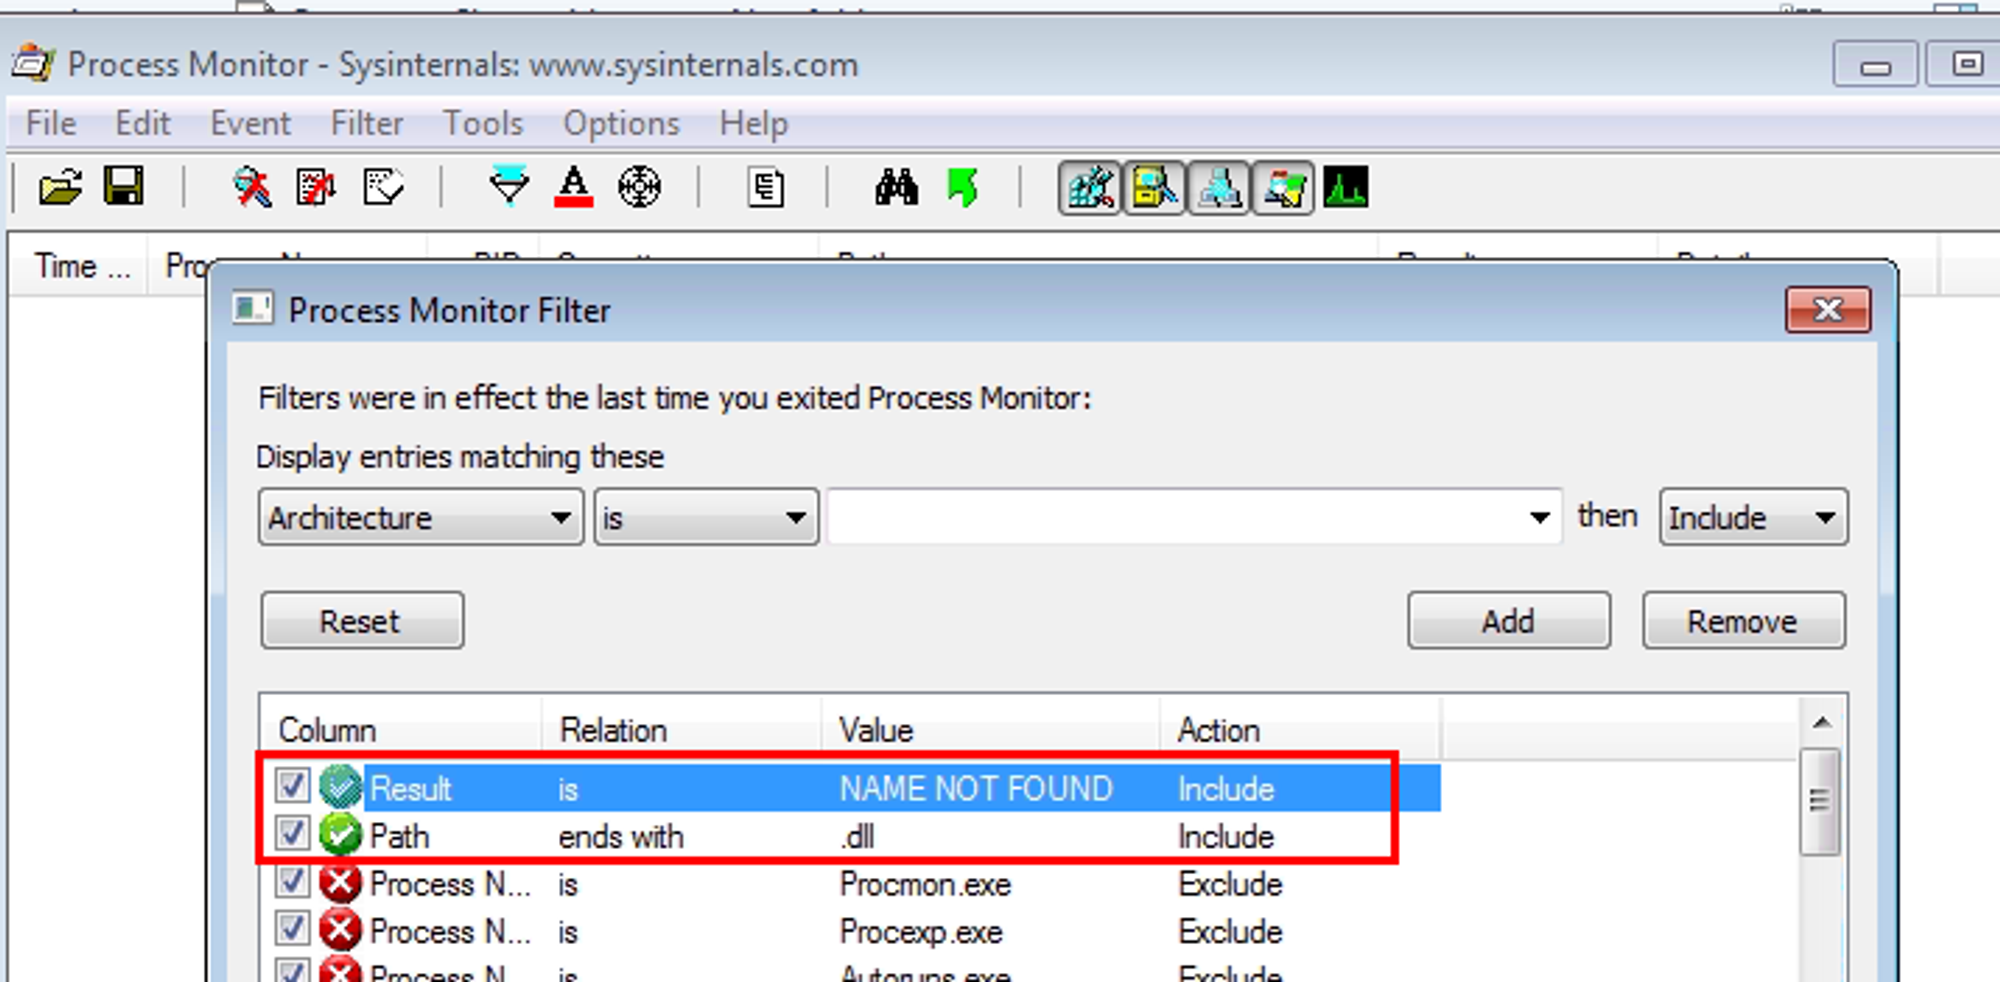 Process Monitor - Sysinternals: www.sysinternals.com
File Edit Event Filter Tools Options Help
Time ...
Process Monitor Filter
Filters were in effect the last time you exited Process Monitor:
Display entries matching these
Architecture is then Include
Reset Add Remove
Column Relation Value Action
Result is NAME NOT FOUND Include
Path ends with .dll Include
Process N... is Procmon.exe Exclude
Process N... is Procexp.exe Exclude
Process N... is Autoruns.exe Exclude